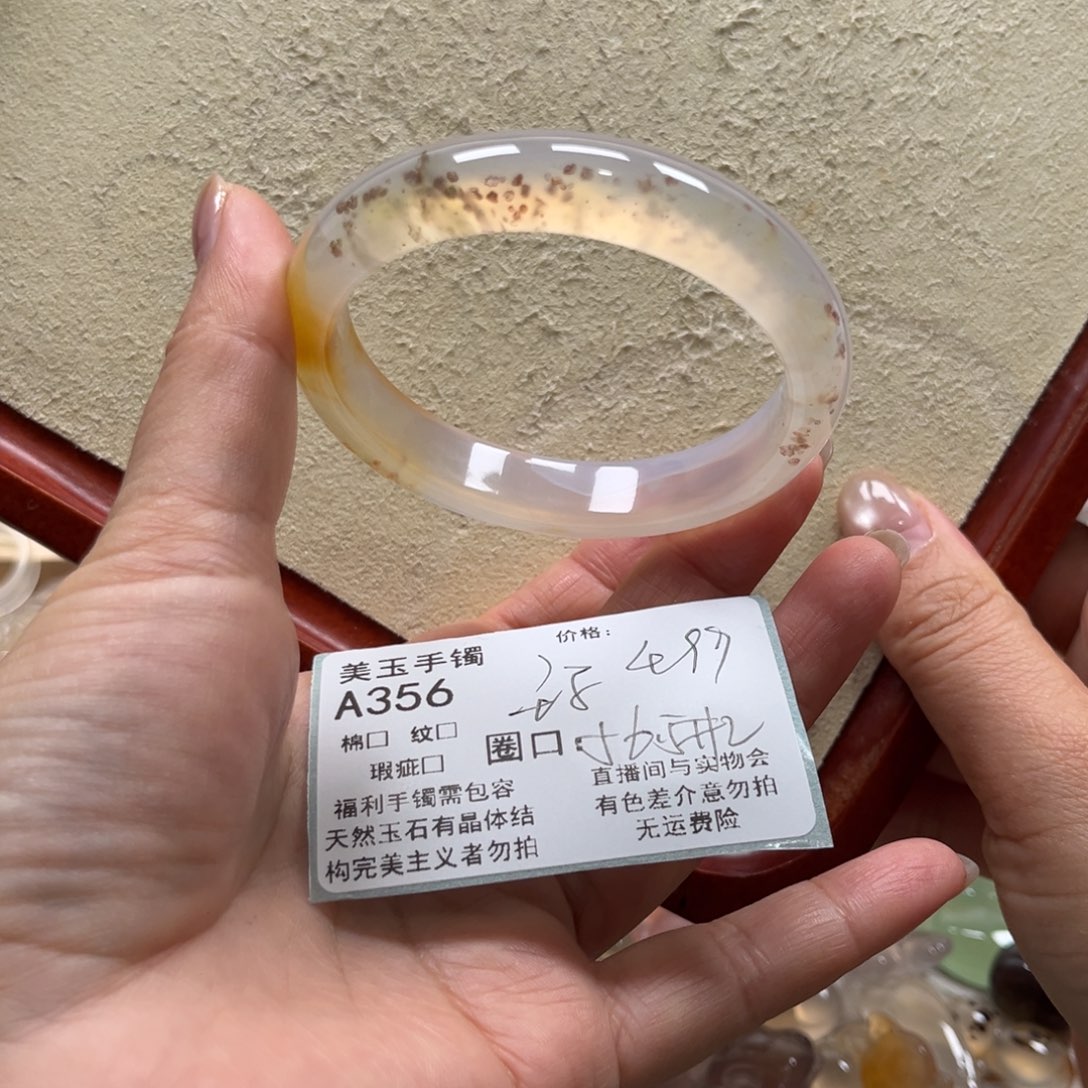 美玉手镯
价格:
A356
棉□ 纹□
瑕疵□
圈口:
福利手镯需包容
天然玉石有晶体结
构完美主义者勿拍
直播间与实物会
有色差介意勿拍
无运费险